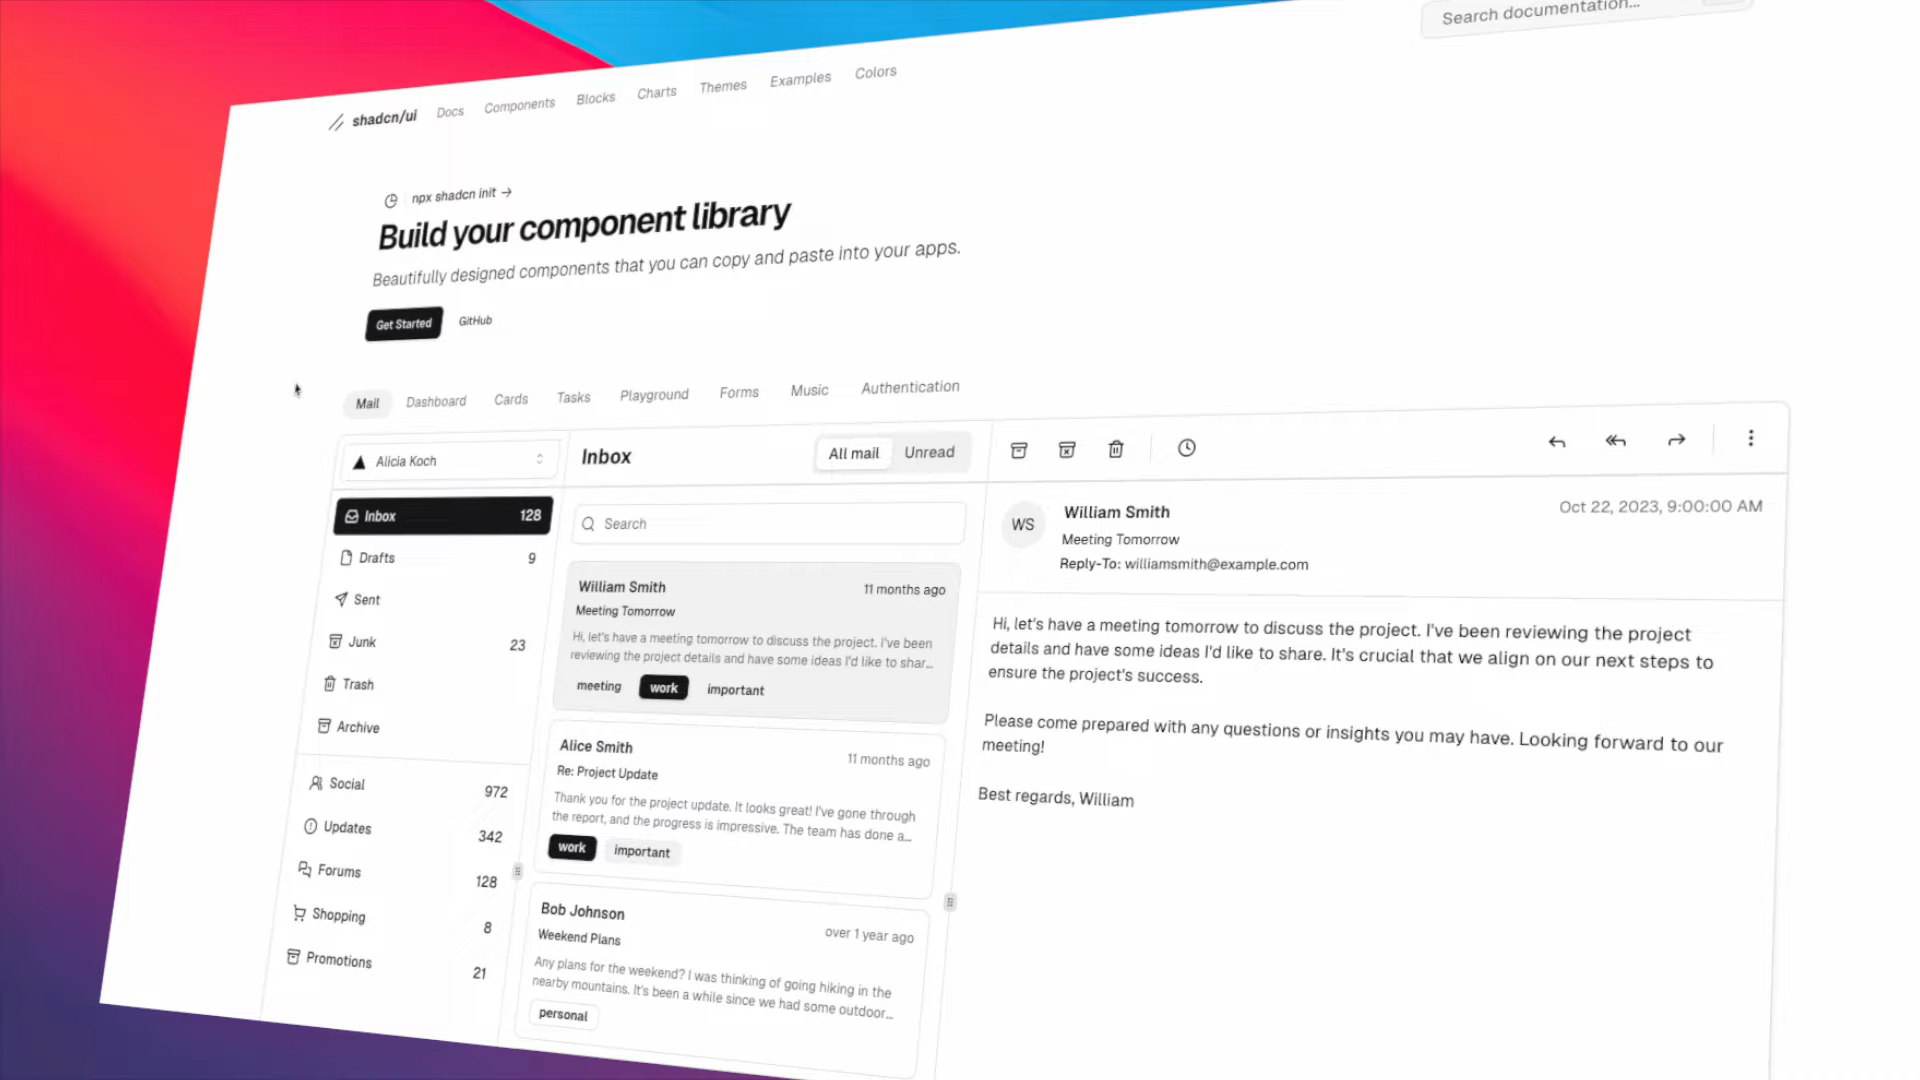 Search documentation...
shadcn/ui Docs Components Blocks Charts Themes Examples Colors
npx shadcn init →
Build your component library
Beautifully designed components that you can copy and paste into your apps.
Get Started GitHub
Mail Dashboard Cards Tasks Playground Forms Music Authentication
Alicia Koch
Inbox 128
Drafts 9
Sent
Junk 23
Trash
Archive
Social 972
Updates 342
Forums 128
Shopping 8
Promotions 21
Inbox All mail Unread
Search
William Smith 11 months ago
Meeting Tomorrow
Hi, let's have a meeting tomorrow to discuss the project. I've been
reviewing the project details and have some ideas I'd like to shar...
meeting work important
Alice Smith 11 months ago
Re: Project Update
Thank you for the project update. It looks great! I've gone through
the report, and the progress is impressive. The team has done a...
work important
Bob Johnson over 1 year ago
Weekend Plans
Any plans for the weekend? I was thinking of going hiking in the
nearby mountains. It's been a while since we had some outdoor...
personal
WS
William Smith Oct 22, 2023, 9:00:00 AM
Meeting Tomorrow
Reply-To: williamsmith@example.com
Hi, let's have a meeting tomorrow to discuss the project. I've been reviewing the project
details and have some ideas I'd like to share. It's crucial that we align on our next steps to
ensure the project's success.
Please come prepared with any questions or insights you may have. Looking forward to our
meeting!
Best regards, William